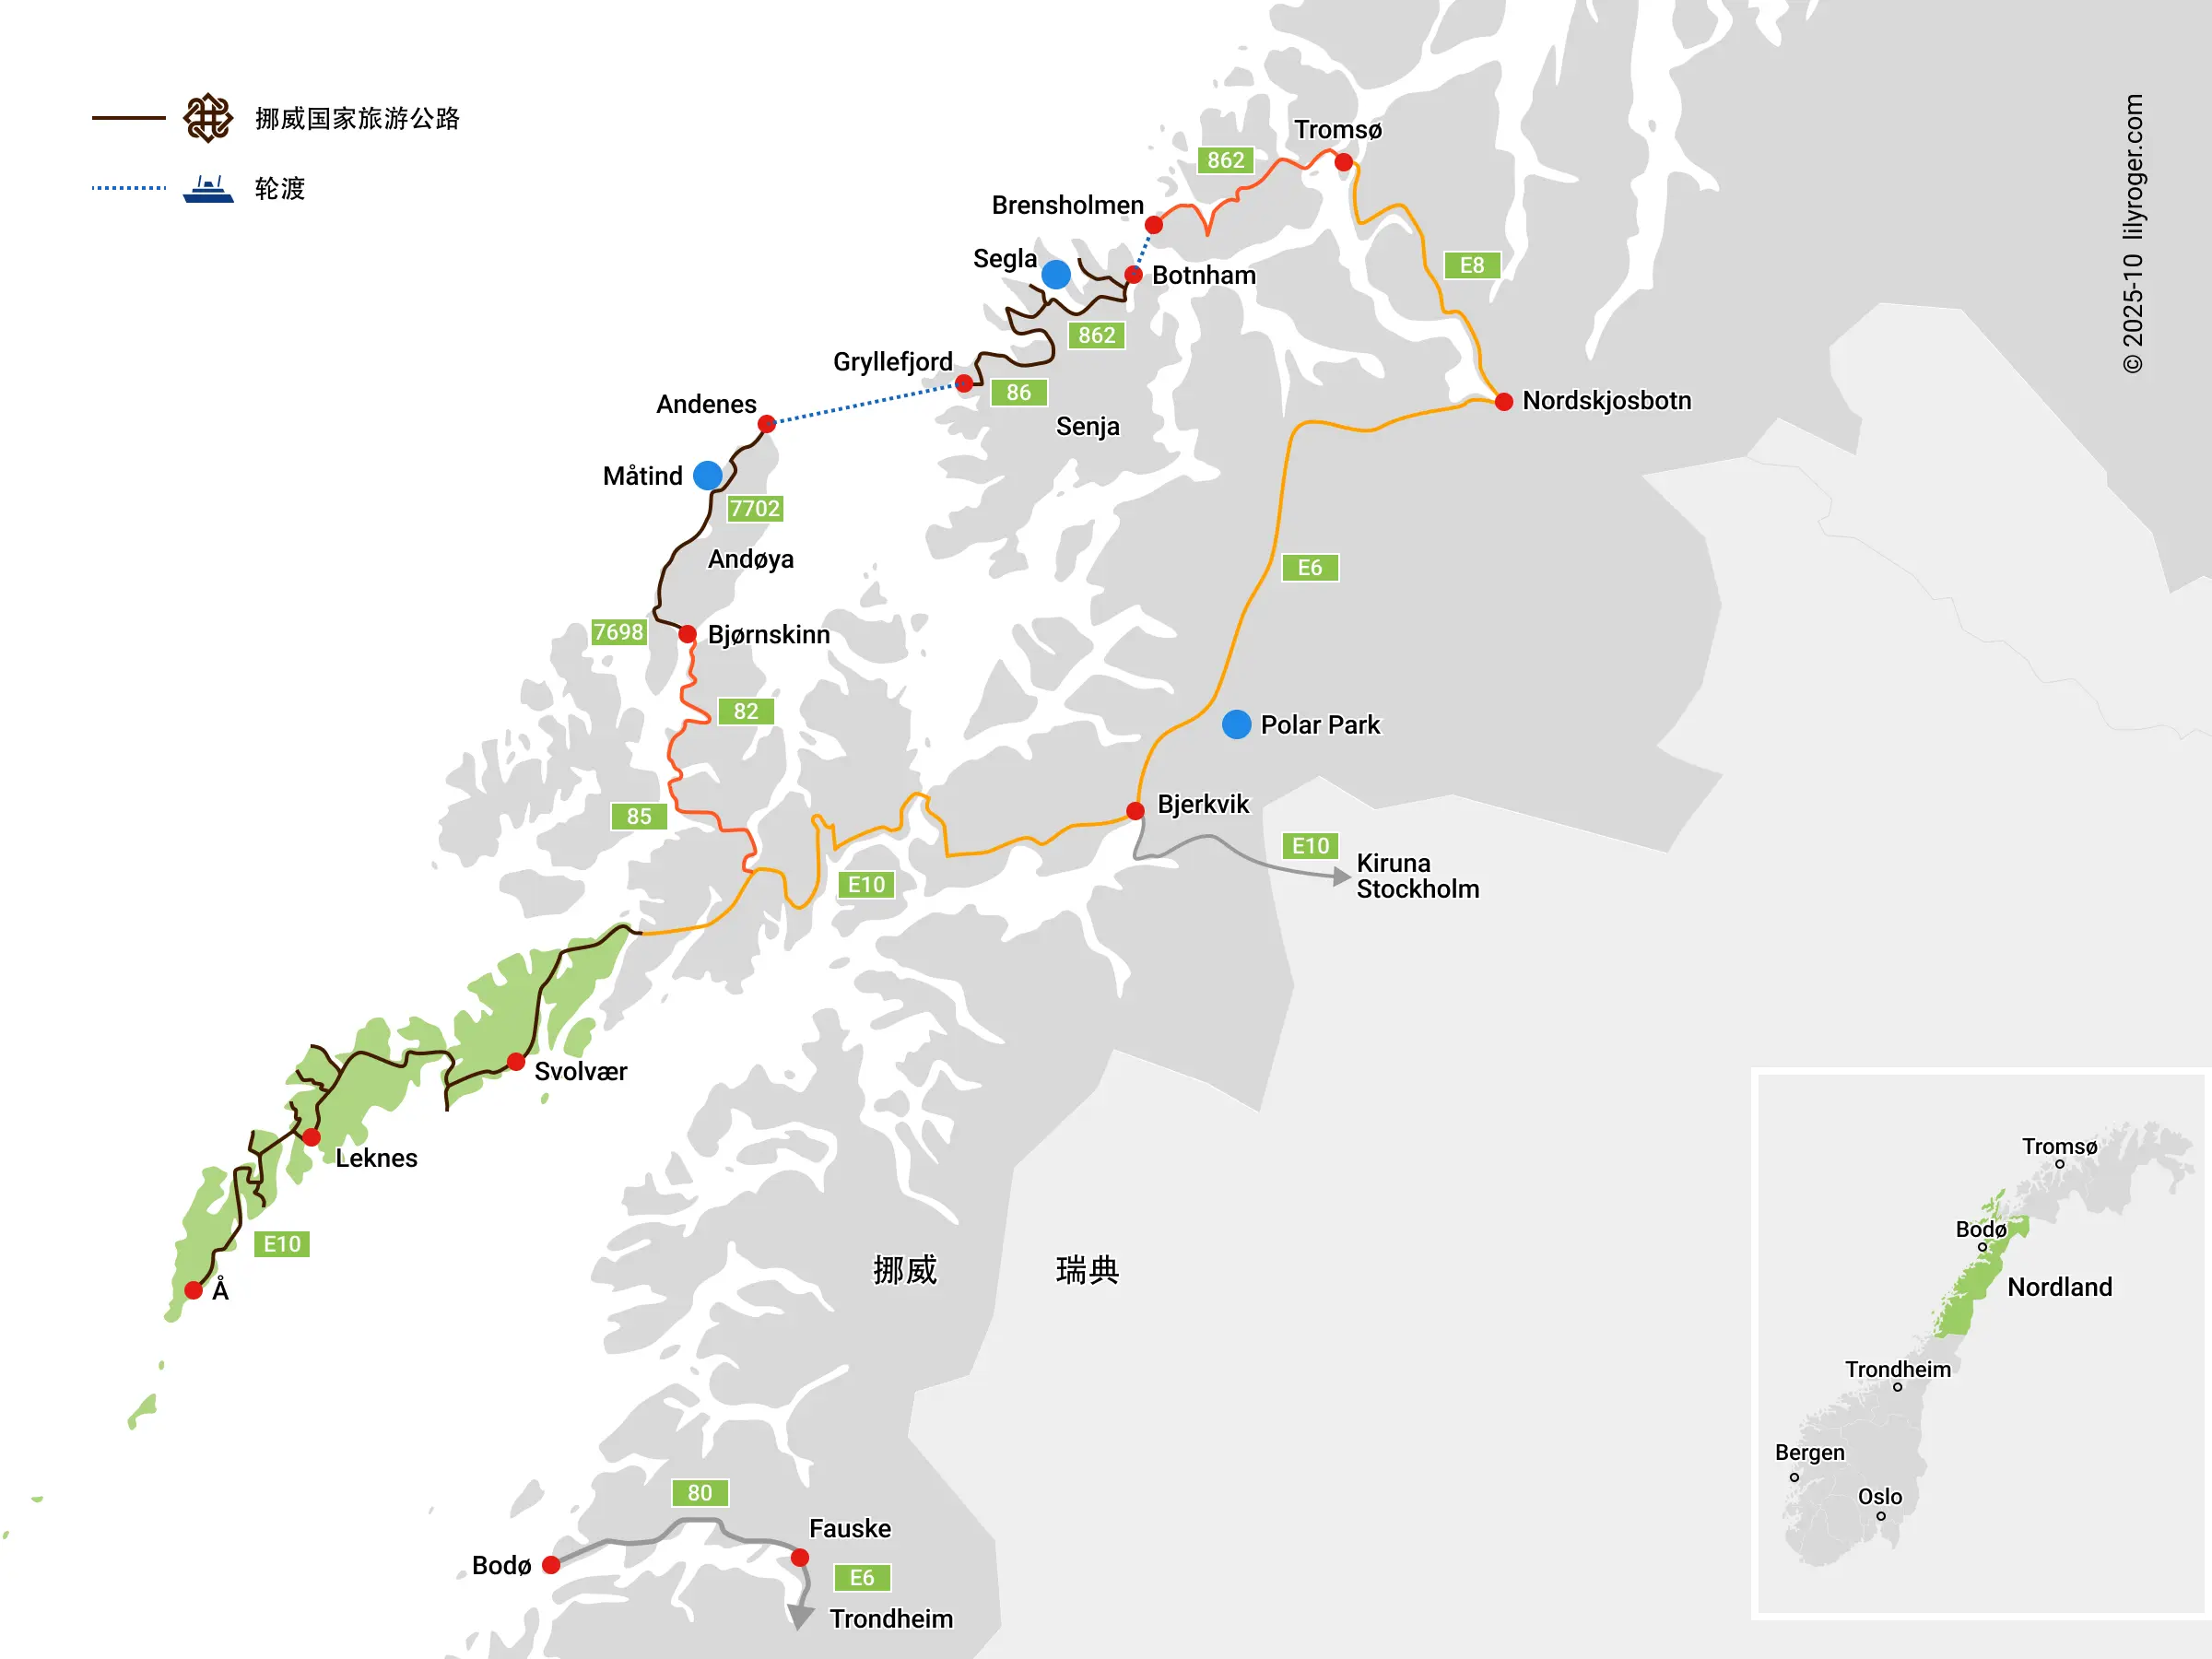 挪威国家旅游公路
轮渡
© 2025-10 lilyroger.com
Tromsø
862
Brensholmen
Segla
Botnham
E8
862
Gryllefjord
86
Nordskjosbotn
Andenes
Senja
Måtind
7702
Andøya
E6
7698
Bjørnskinn
82
Polar Park
85
Bjerkvik
E10
Kiruna
Stockholm
E10
Svolvær
Leknes
E10
Å
挪威
瑞典
80
Fauske
Bodø
E6
Trondheim
Tromsø
Bodø
Nordland
Trondheim
Bergen
Oslo